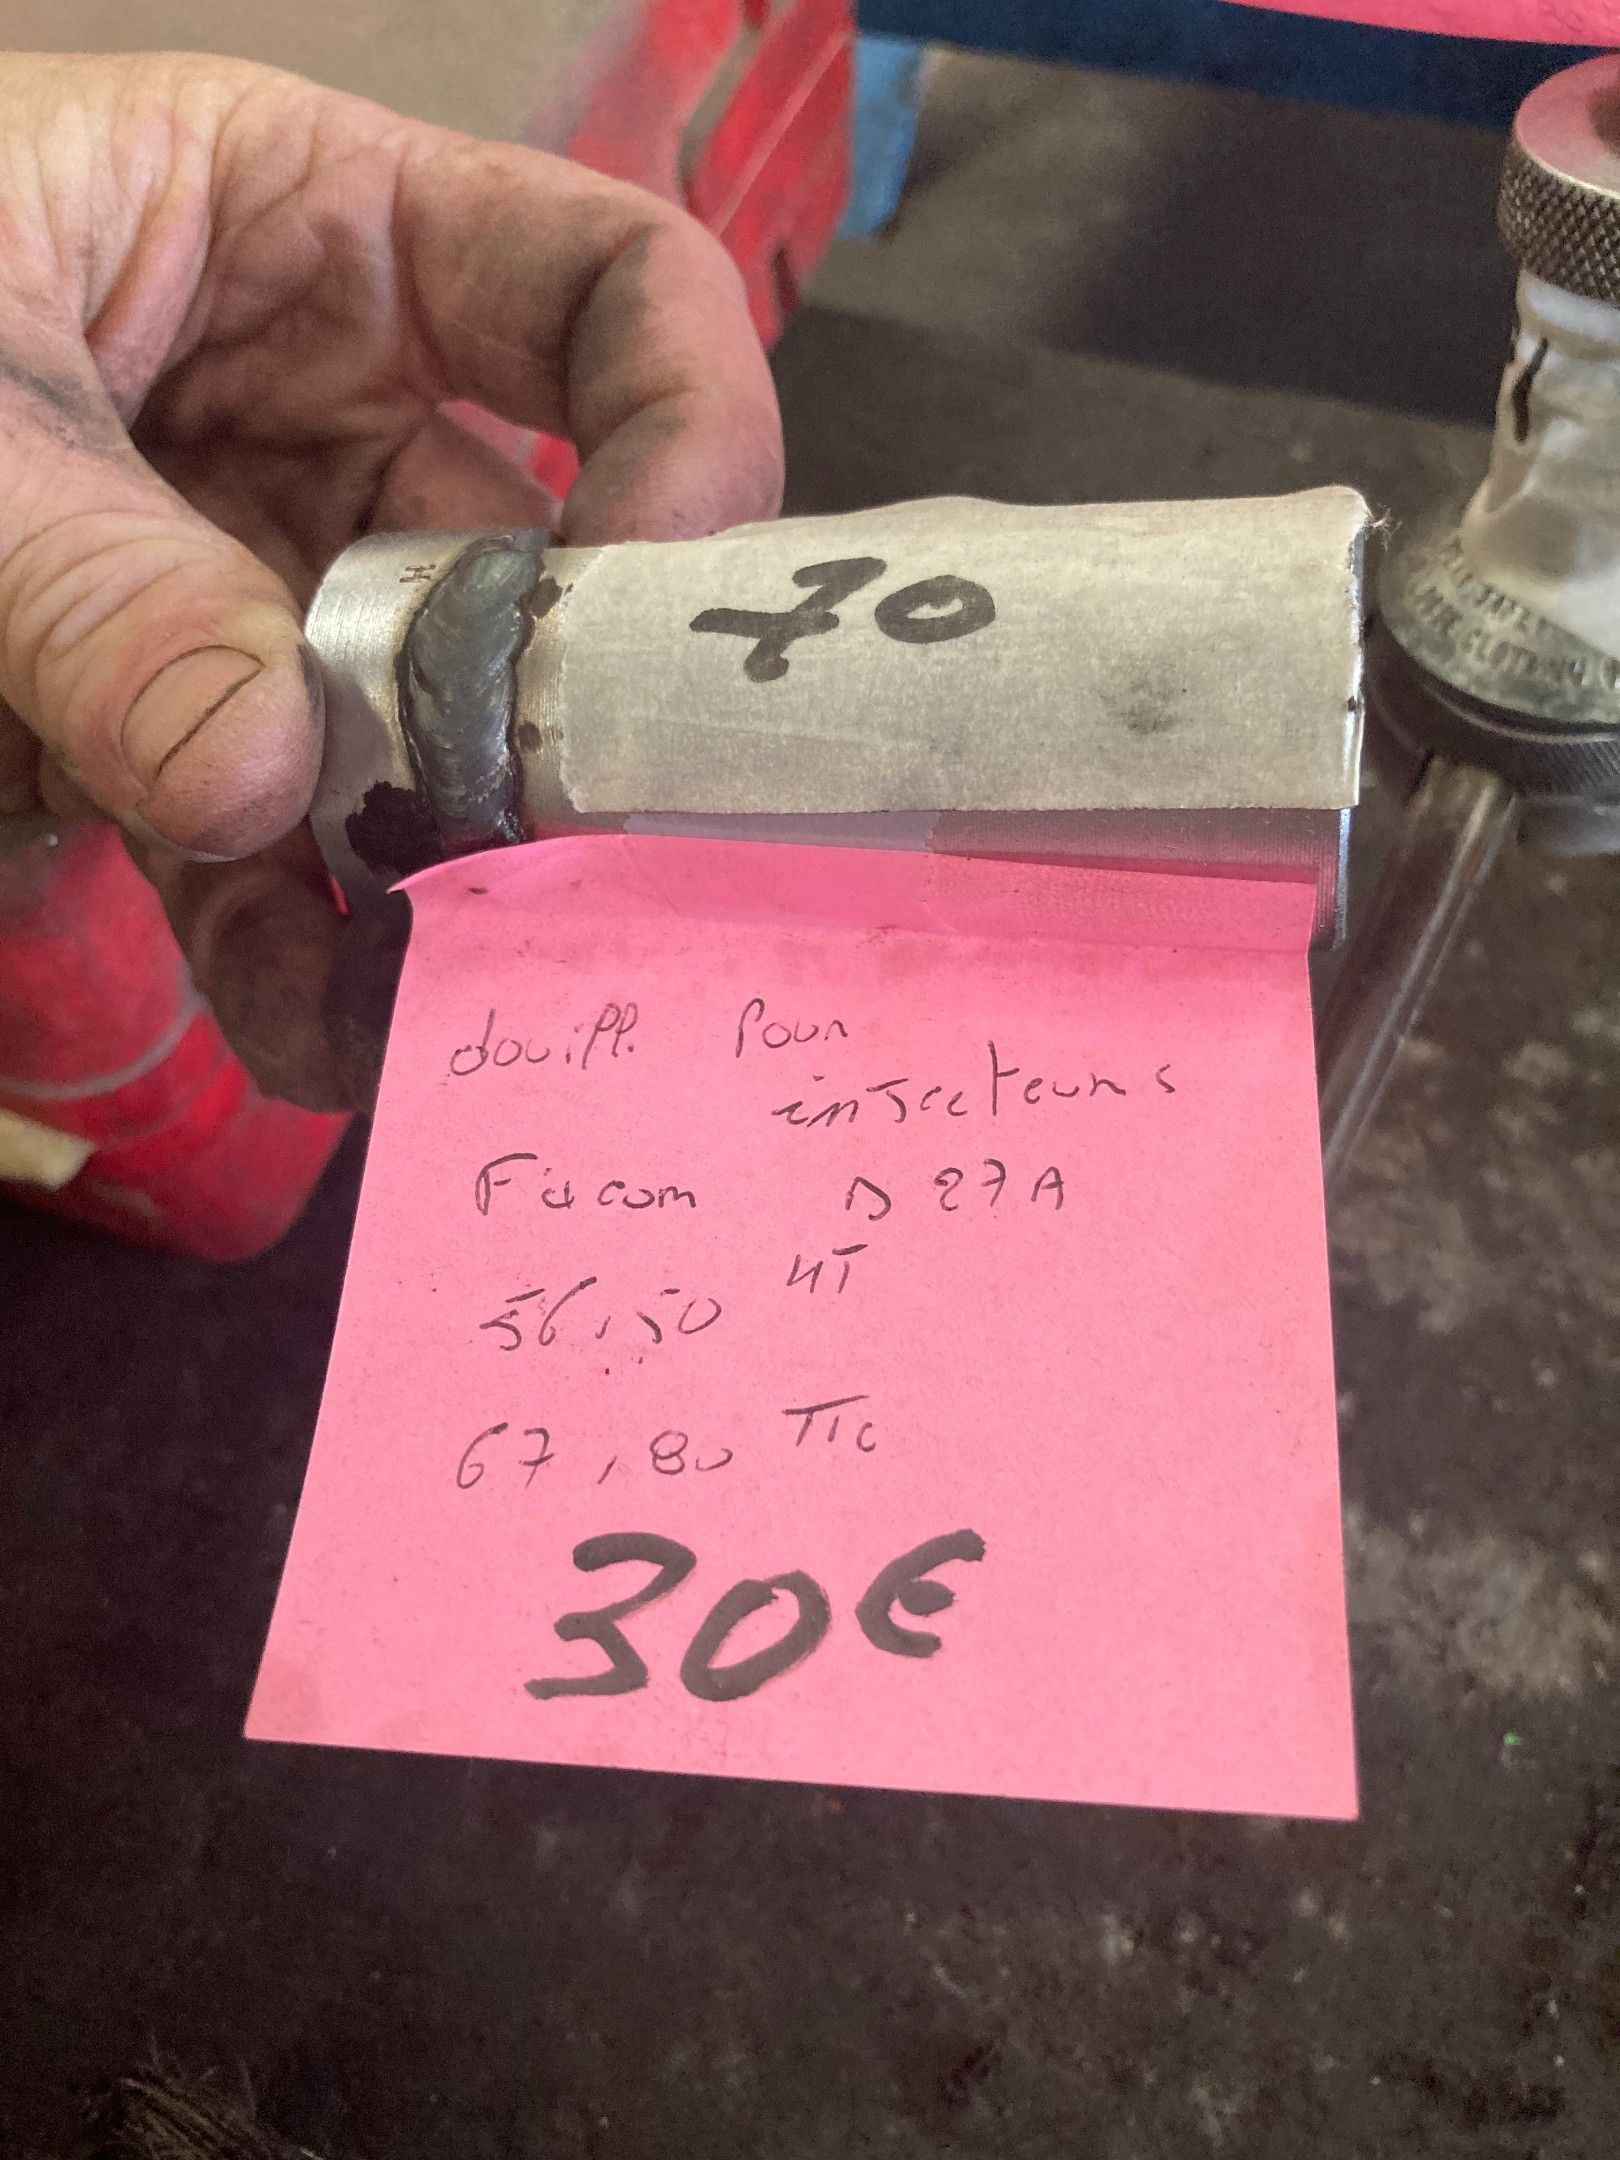 70
douill. Pour
injecteurs
Facom D 27A
56,50 HT
67,80 TTC
30€